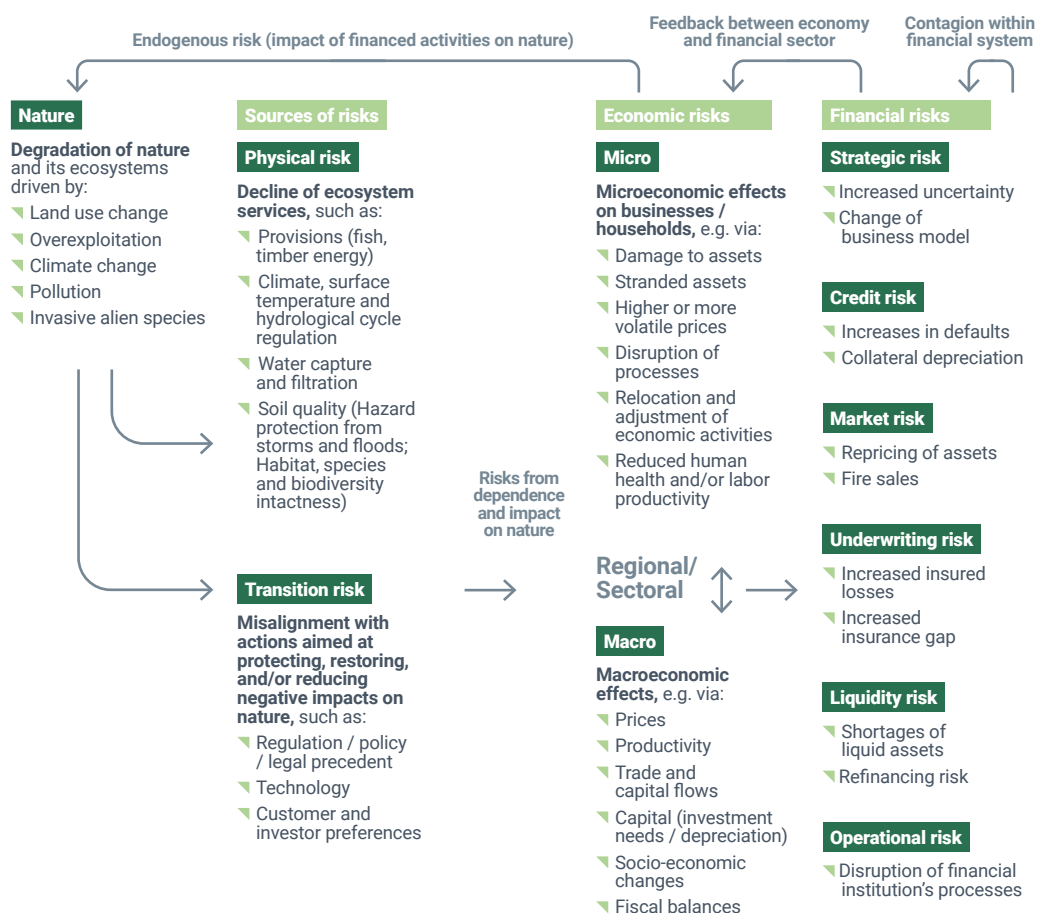 Endogenous risk (impact of financed activities on nature)
Feedback between economy
and financial sector
Contagion within
financial system
Nature
Degradation of nature
and its ecosystems
driven by:
Land use change
Overexploitation
Climate change
Pollution
Invasive alien species
Sources of risks
Physical risk
Decline of ecosystem
services, such as:
Provisions (fish,
timber energy)
Climate, surface
temperature and
hydrological cycle
regulation
Water capture
and filtration
Soil quality (Hazard
protection from
storms and floods;
Habitat, species
and biodiversity
intactness)
Transition risk
Misalignment with
actions aimed at
protecting, restoring,
and/or reducing
negative impacts on
nature, such as:
Regulation / policy
/ legal precedent
Technology
Customer and
investor preferences
Risks from
dependence
and impact
on nature
Economic risks
Micro
Microeconomic effects
on businesses /
households, e.g. via:
Damage to assets
Stranded assets
Higher or more
volatile prices
Disruption of
processes
Relocation and
adjustment of
economic activities
Reduced human
health and/or labor
productivity
Regional/
Sectoral
Macro
Macroeconomic
effects, e.g. via:
Prices
Productivity
Trade and
capital flows
Capital (investment
needs / depreciation)
Socio-economic
changes
Fiscal balances
Financial risks
Strategic risk
Increased uncertainty
Change of
business model
Credit risk
Increases in defaults
Collateral depreciation
Market risk
Repricing of assets
Fire sales
Underwriting risk
Increased insured
losses
Increased
insurance gap
Liquidity risk
Shortages of
liquid assets
Refinancing risk
Operational risk
Disruption of financial
institution's processes